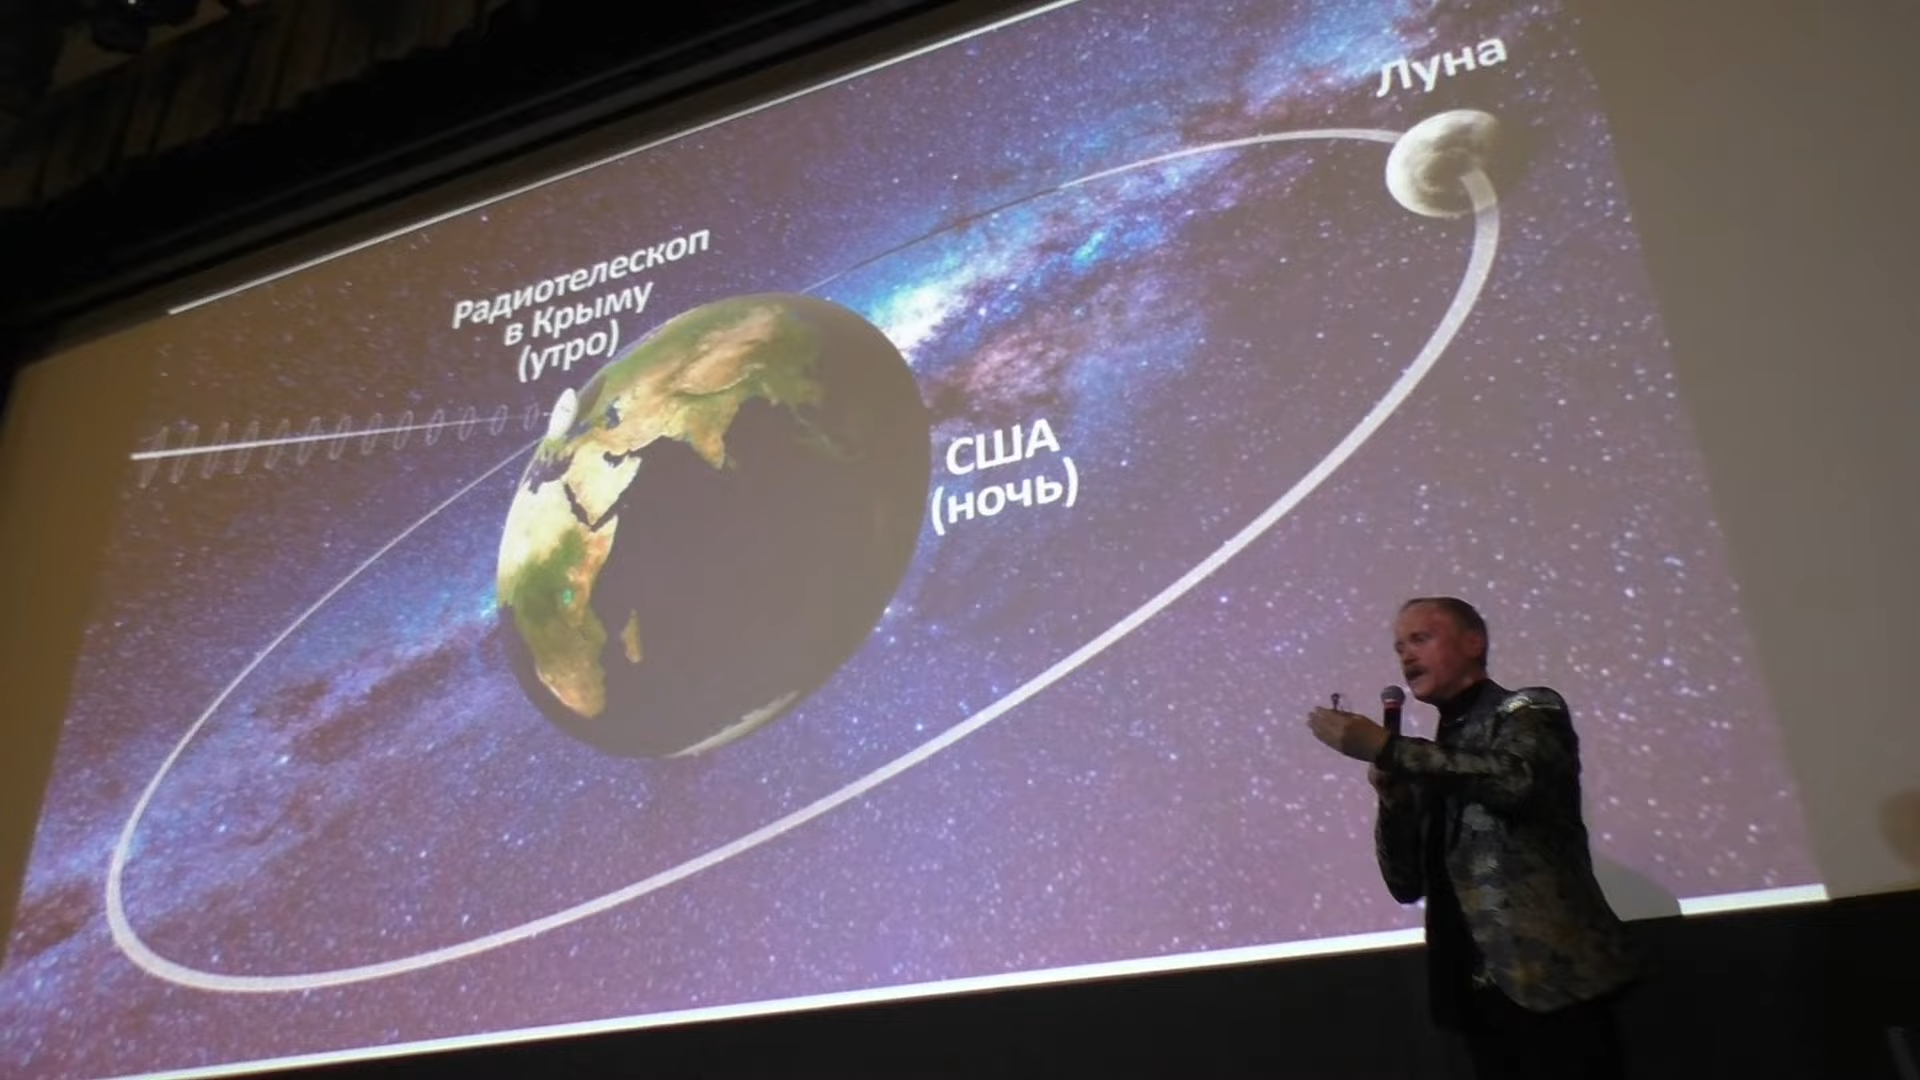 Луна
Радиотелескоп
в Крыму
(утро)
США
(ночь)